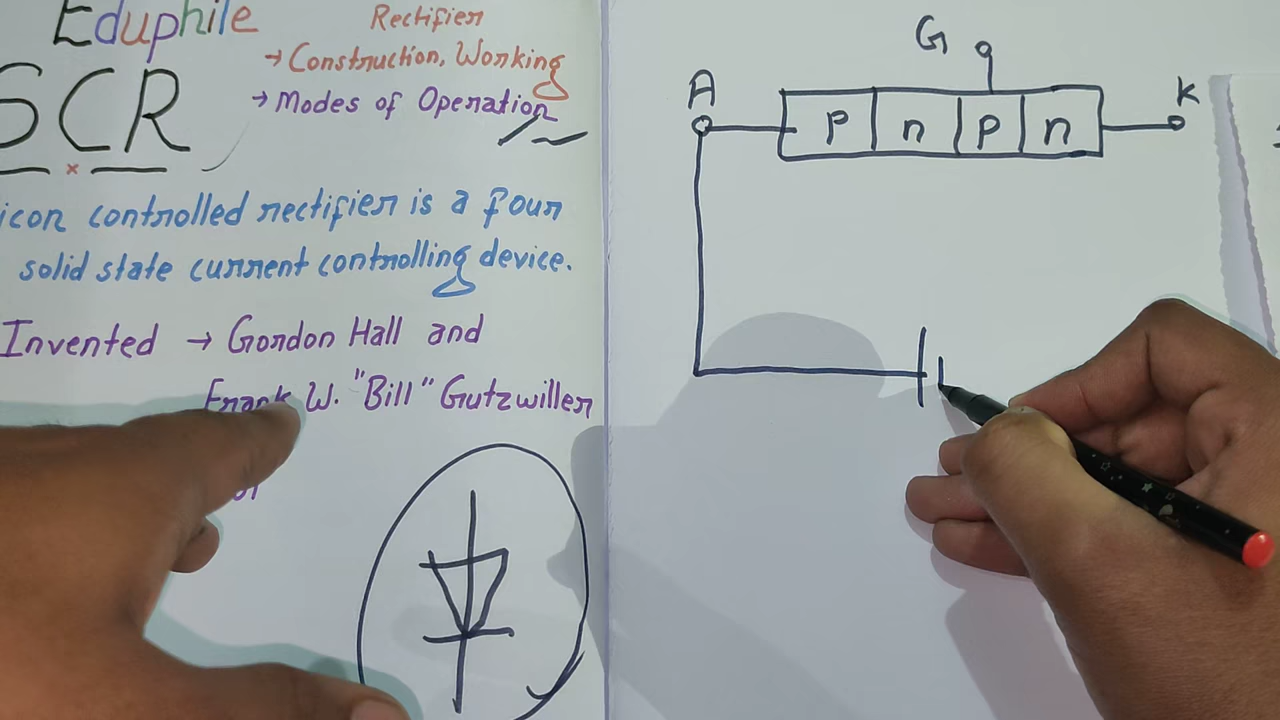 Eduphile
Rectifier
→ Construction, Working
→ Modes of Operation
SCR
controlled rectifier is a four
solid state current controlling device.
Invented → Gordon Hall and
Frank W. "Bill" Gutzwiller
G
A
K
p n p n